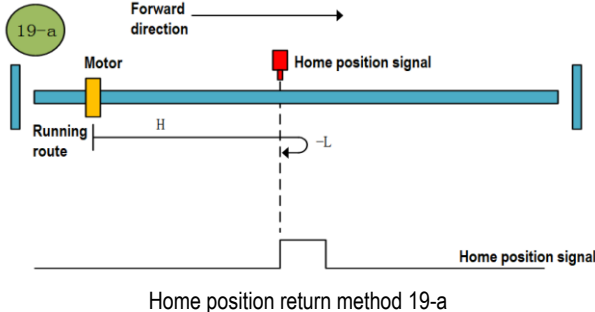 19-a
Forward
direction
Motor
Home position signal
Running
route
H
-L
Home position signal
Home position return method 19-a